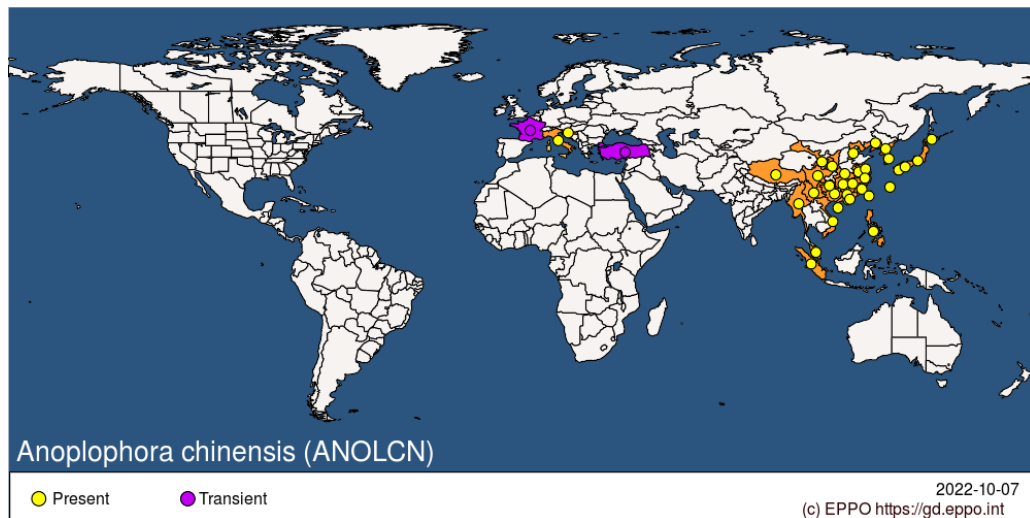 Anoplophora chinensis (ANOLCN)
Present
Transient
2022-10-07
(c) EPPO https://gd.eppo.int